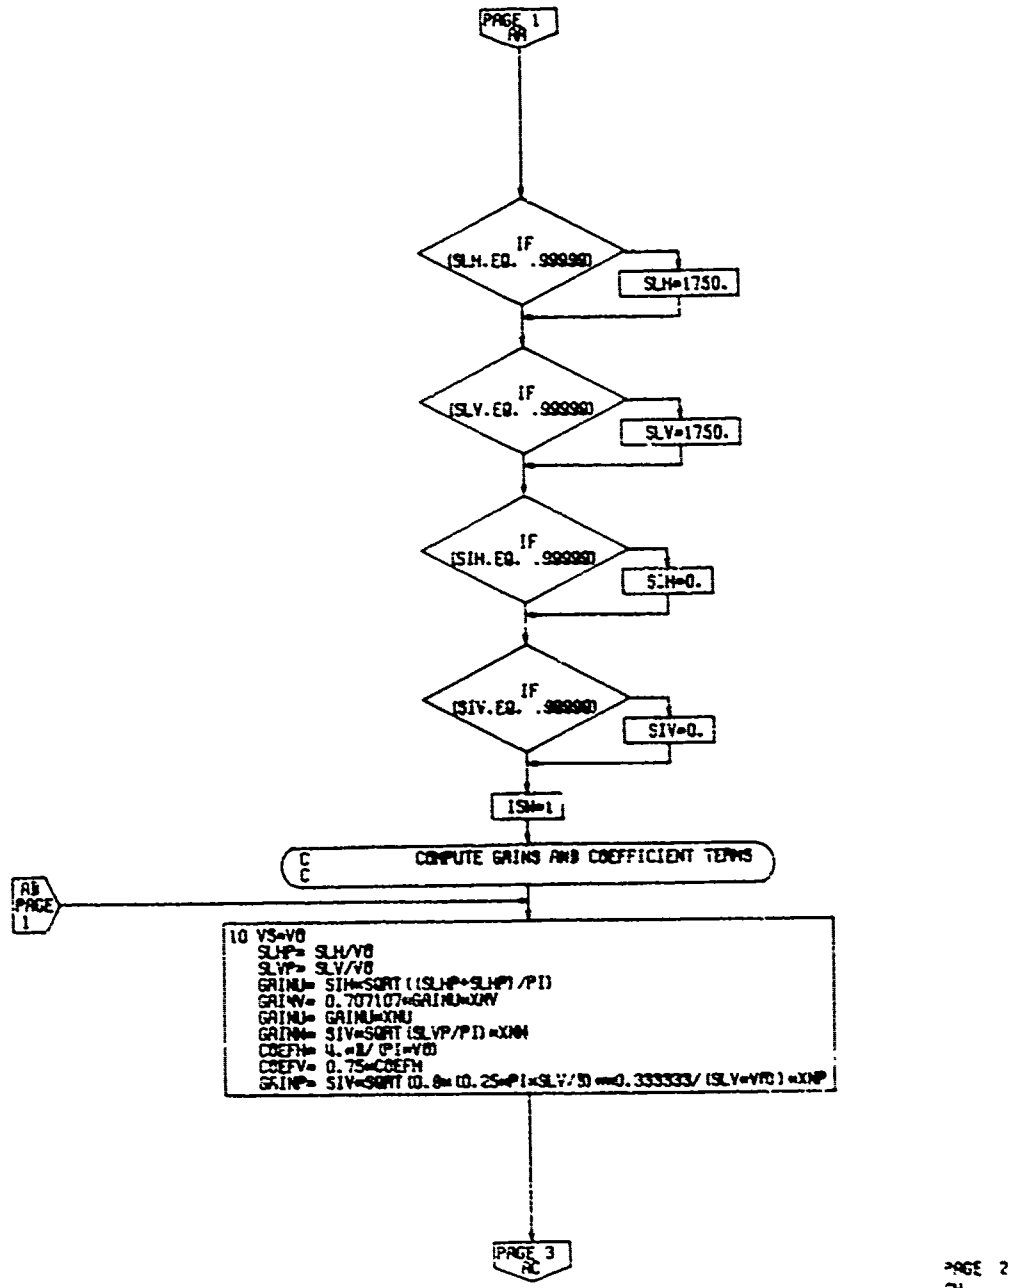 PAGE 1
AA
IF
(SLH.EQ. .99999)
SLH=1750.
IF
(SLV.EQ. .99999)
SLV=1750.
IF
(SIH.EQ. .99999)
SIH=0.
IF
(SIV.EQ. .99999)
SIV=0.
ISW=1
C COMPUTE GAINS AND COEFFICIENT TERMS
C
AB
PAGE
1
10 VS=V0
SLHP= SLH/V0
SLVP= SLV/V0
GAINU= SIH*SQRT((SLHP+SLHP)/PI)
GAINV= 0.707107*GAINU*XNV
GAINU= GAINU*XNU
GAINW= SIV*SQRT(SLVP/PI)*XNW
COEFH= 4.*B/(PI*V0)
COEFV= 0.75*COEFH
GAINP= SIV*SQRT(0.8*(0.25*PI*SLV/B)**0.333333/(SLV*V0))*XNP
PAGE 3
AC
PAGE 2